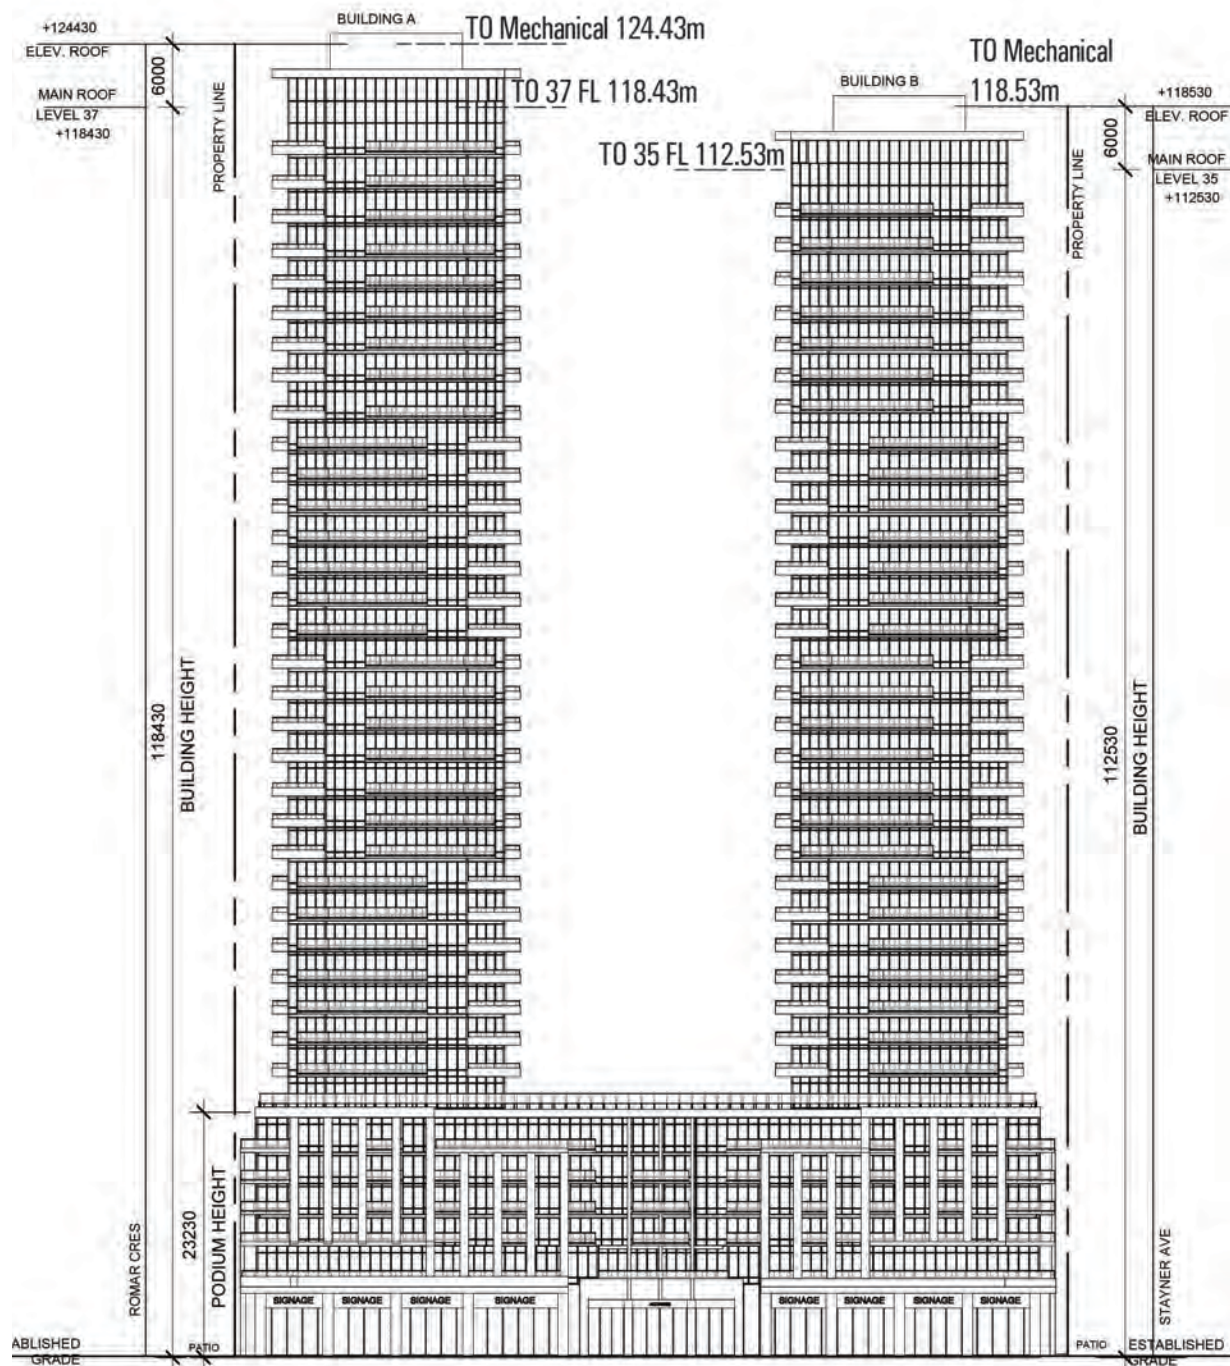 BUILDING A
+124430
ELEV. ROOF
TO Mechanical 124.43m
6000
MAIN ROOF
LEVEL 37
+118430
TO 37 FL 118.43m
PROPERTY LINE
TO Mechanical
118.53m
BUILDING B
+118530
ELEV. ROOF
6000
MAIN ROOF
LEVEL 35
+112530
TO 35 FL 112.53m
PROPERTY LINE
118430
BUILDING HEIGHT
112530
BUILDING HEIGHT
23230
PODIUM HEIGHT
ROMAR CRES
STAYNER AVE
SIGNAGE
SIGNAGE
SIGNAGE
SIGNAGE
SIGNAGE
SIGNAGE
SIGNAGE
SIGNAGE
ABLISHED
GRADE
PATIO
PATIO
ESTABLISHED
GRADE